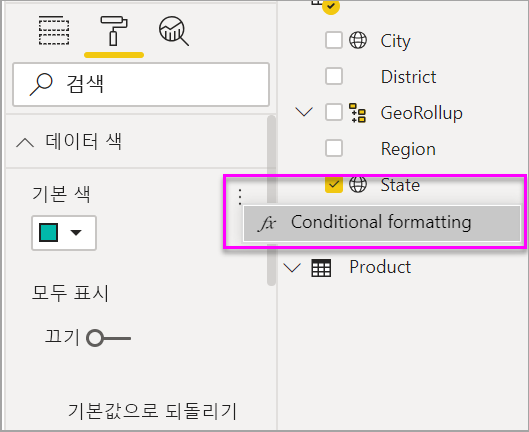 검색
데이터 색
기본 색
모두 표시
끄기
기본값으로 되돌리기
City
District
GeoRollup
Region
State
fx Conditional formatting
Product